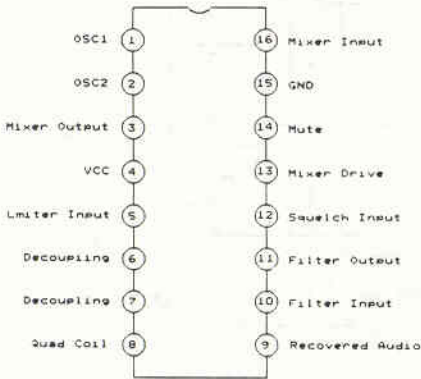 OSC1 1 16 Mixer Input
OSC2 2 15 GND
Mixer Output 3 14 Mute
VCC 4 13 Mixer Drive
Lmiter Input 5 12 Squelch Input
Decoupling 6 11 Filter Output
Decoupling 7 10 Filter Input
Quad Coil 8 9 Recovered Audio